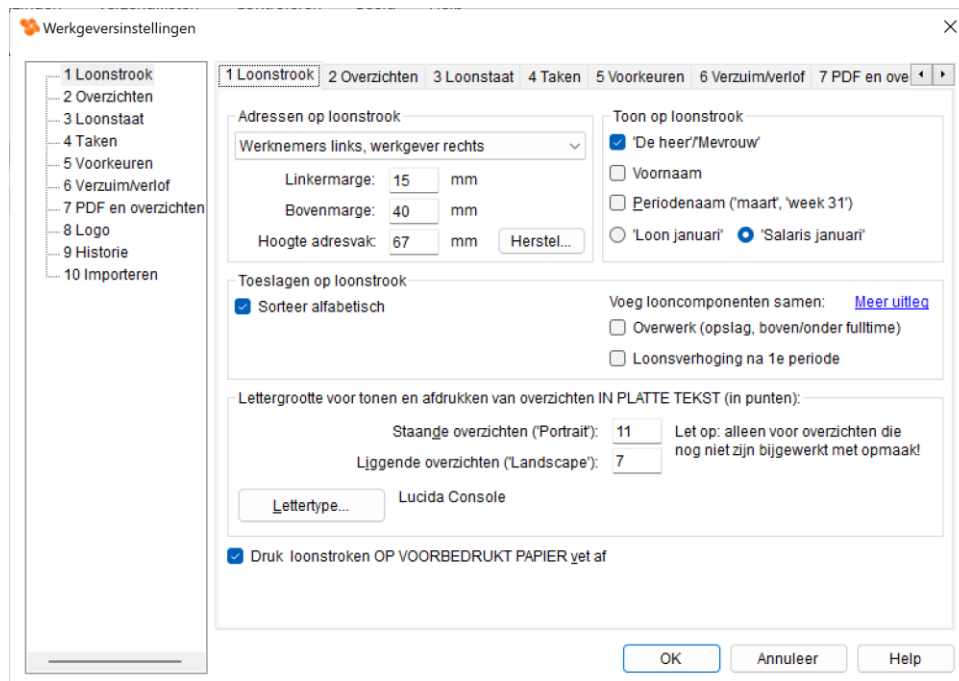 Werkgeversinstellingen
1 Loonstrook
2 Overzichten
3 Loonstaat
4 Taken
5 Voorkeuren
6 Verzuim/verlof
7 PDF en overzichten
8 Logo
9 Historie
10 Importeren
1 Loonstrook 2 Overzichten 3 Loonstaat 4 Taken 5 Voorkeuren 6 Verzuim/verlof 7 PDF en ove
Adressen op loonstrook
Werknemers links, werkgever rechts
Linkermarge: 15 mm
Bovenmarge: 40 mm
Hoogte adresvak: 67 mm Herstel...
Toon op loonstrook
'De heer'/'Mevrouw'
Voornaam
Periodenaam ('maart', 'week 31')
'Loon januari' 'Salaris januari'
Toeslagen op loonstrook
Sorteer alfabetisch
Voeg looncomponenten samen: Meer uitleg
Overwerk (opslag, boven/onder fulltime)
Loonsverhoging na 1e periode
Lettergrootte voor tonen en afdrukken van overzichten IN PLATTE TEKST (in punten):
Staande overzichten ('Portrait'): 11
Liggende overzichten ('Landscape'): 7
Let op: alleen voor overzichten die
nog niet zijn bijgewerkt met opmaak!
Lettertype... Lucida Console
Druk loonstroken OP VOORBEDRUKT PAPIER vet af
OK Annuleer Help